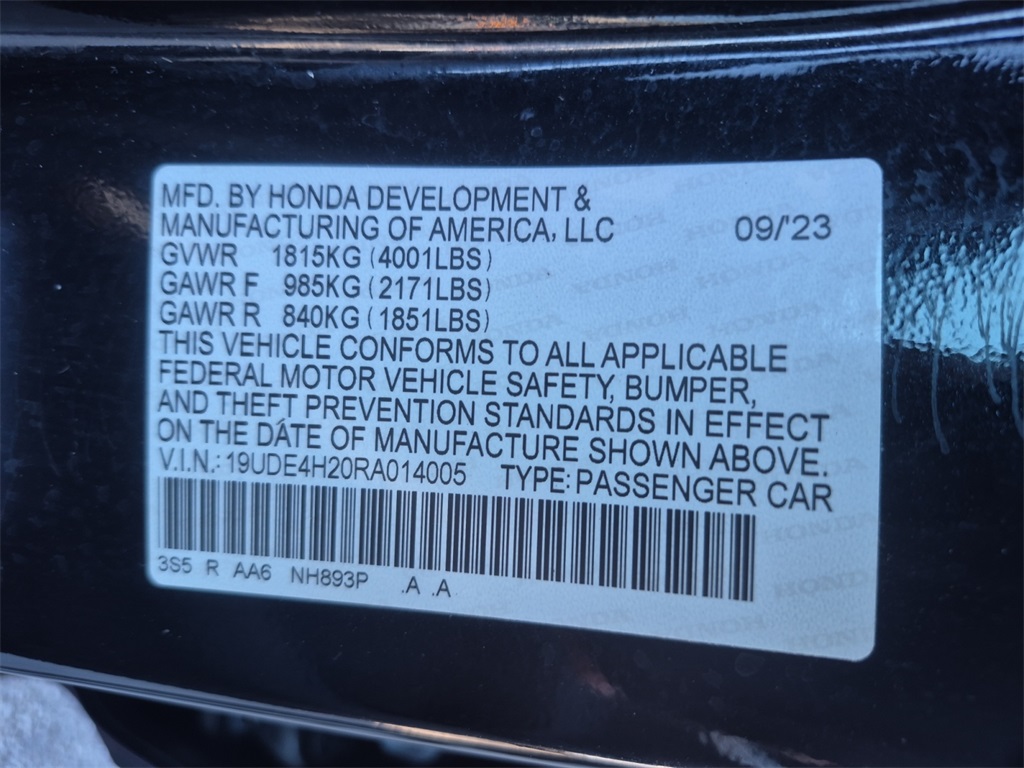 MFD. BY HONDA DEVELOPMENT &
MANUFACTURING OF AMERICA, LLC 09/'23
GVWR 1815KG (4001LBS)
GAWR F 985KG (2171LBS)
GAWR R 840KG (1851LBS)
THIS VEHICLE CONFORMS TO ALL APPLICABLE
FEDERAL MOTOR VEHICLE SAFETY, BUMPER,
AND THEFT PREVENTION STANDARDS IN EFFECT
ON THE DATE OF MANUFACTURE SHOWN ABOVE.
V.I.N.: 19UDE4H20RA014005 TYPE: PASSENGER CAR
3S5 R AA6 NH893P .A .A